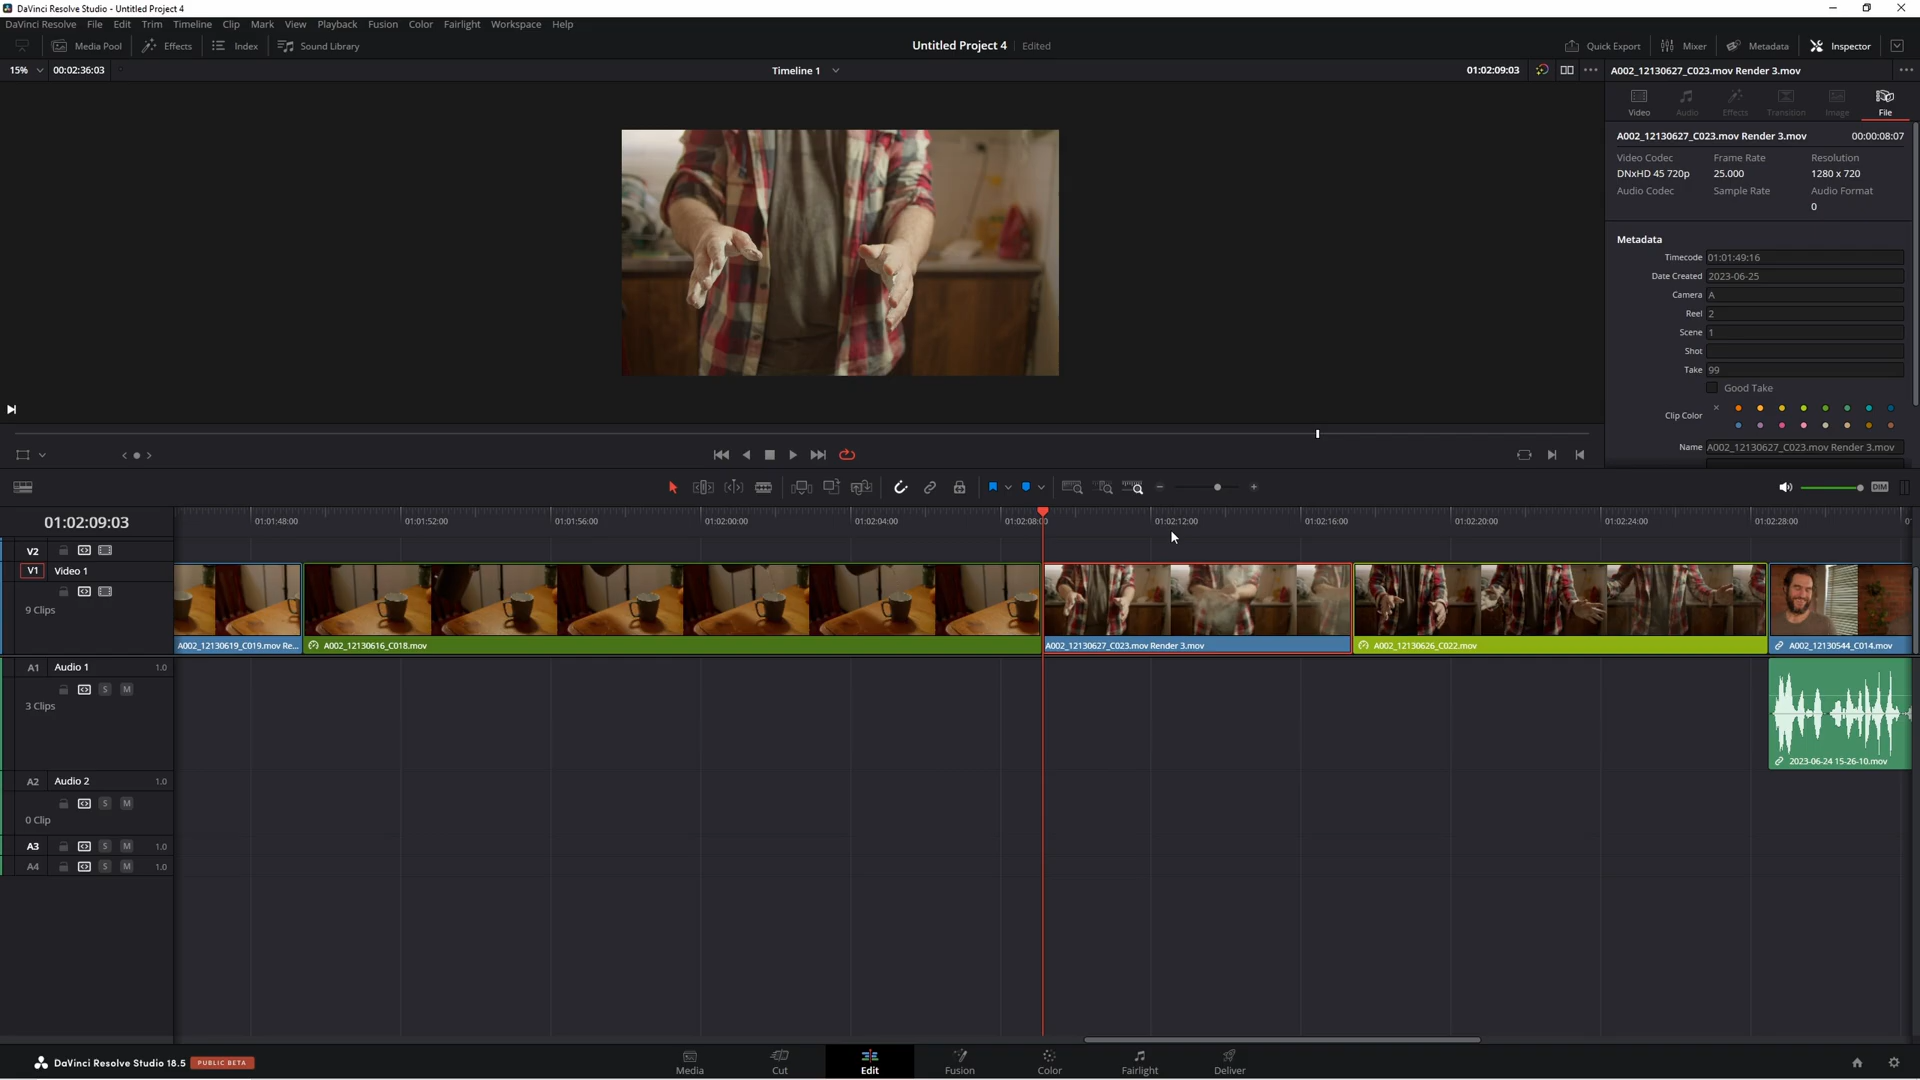 DaVinci Resolve Studio - Untitled Project 4
DaVinci Resolve File Edit Trim Timeline Clip Mark View Playback Fusion Color Fairlight Workspace Help
Media Pool Effects Index Sound Library Untitled Project 4 Edited Quick Export Mixer Metadata Inspector
15% 00:02:36:03 Timeline 1 01:02:09:03 A002_12130627_C023.mov Render 3.mov
Video Audio Effects Transition Image File
A002_12130627_C023.mov Render 3.mov 00:00:08:07
Video Codec Frame Rate Resolution
DNxHD 45 720p 25.000 1280 x 720
Audio Codec Sample Rate Audio Format
0
Metadata
Timecode 01:01:49:16
Date Created 2023-06-25
Camera A
Reel 2
Scene 1
Shot
Take 99
Good Take
Clip Color
Name A002_12130627_C023.mov Render 3.mov
DIM
01:02:09:03
01:01:48:00 01:01:52:00 01:01:56:00 01:02:00:00 01:02:04:00 01:02:08:00 01:02:12:00 01:02:16:00 01:02:20:00 01:02:24:00 01:02:28:00
V2
V1 Video 1
9 Clips
A002_12130619_C019.mov Re... A002_12130616_C018.mov A002_12130627_C023.mov Render 3.mov A002_12130626_C022.mov A002_12130544_C014.mov
A1 Audio 1 1.0
S M
3 Clips
2023-06-24 15-26-10.mov
A2 Audio 2 1.0
S M
0 Clip
A3 S M 1.0
A4 S M 1.0
DaVinci Resolve Studio 18.5 PUBLIC BETA
Media Cut Edit Fusion Color Fairlight Deliver